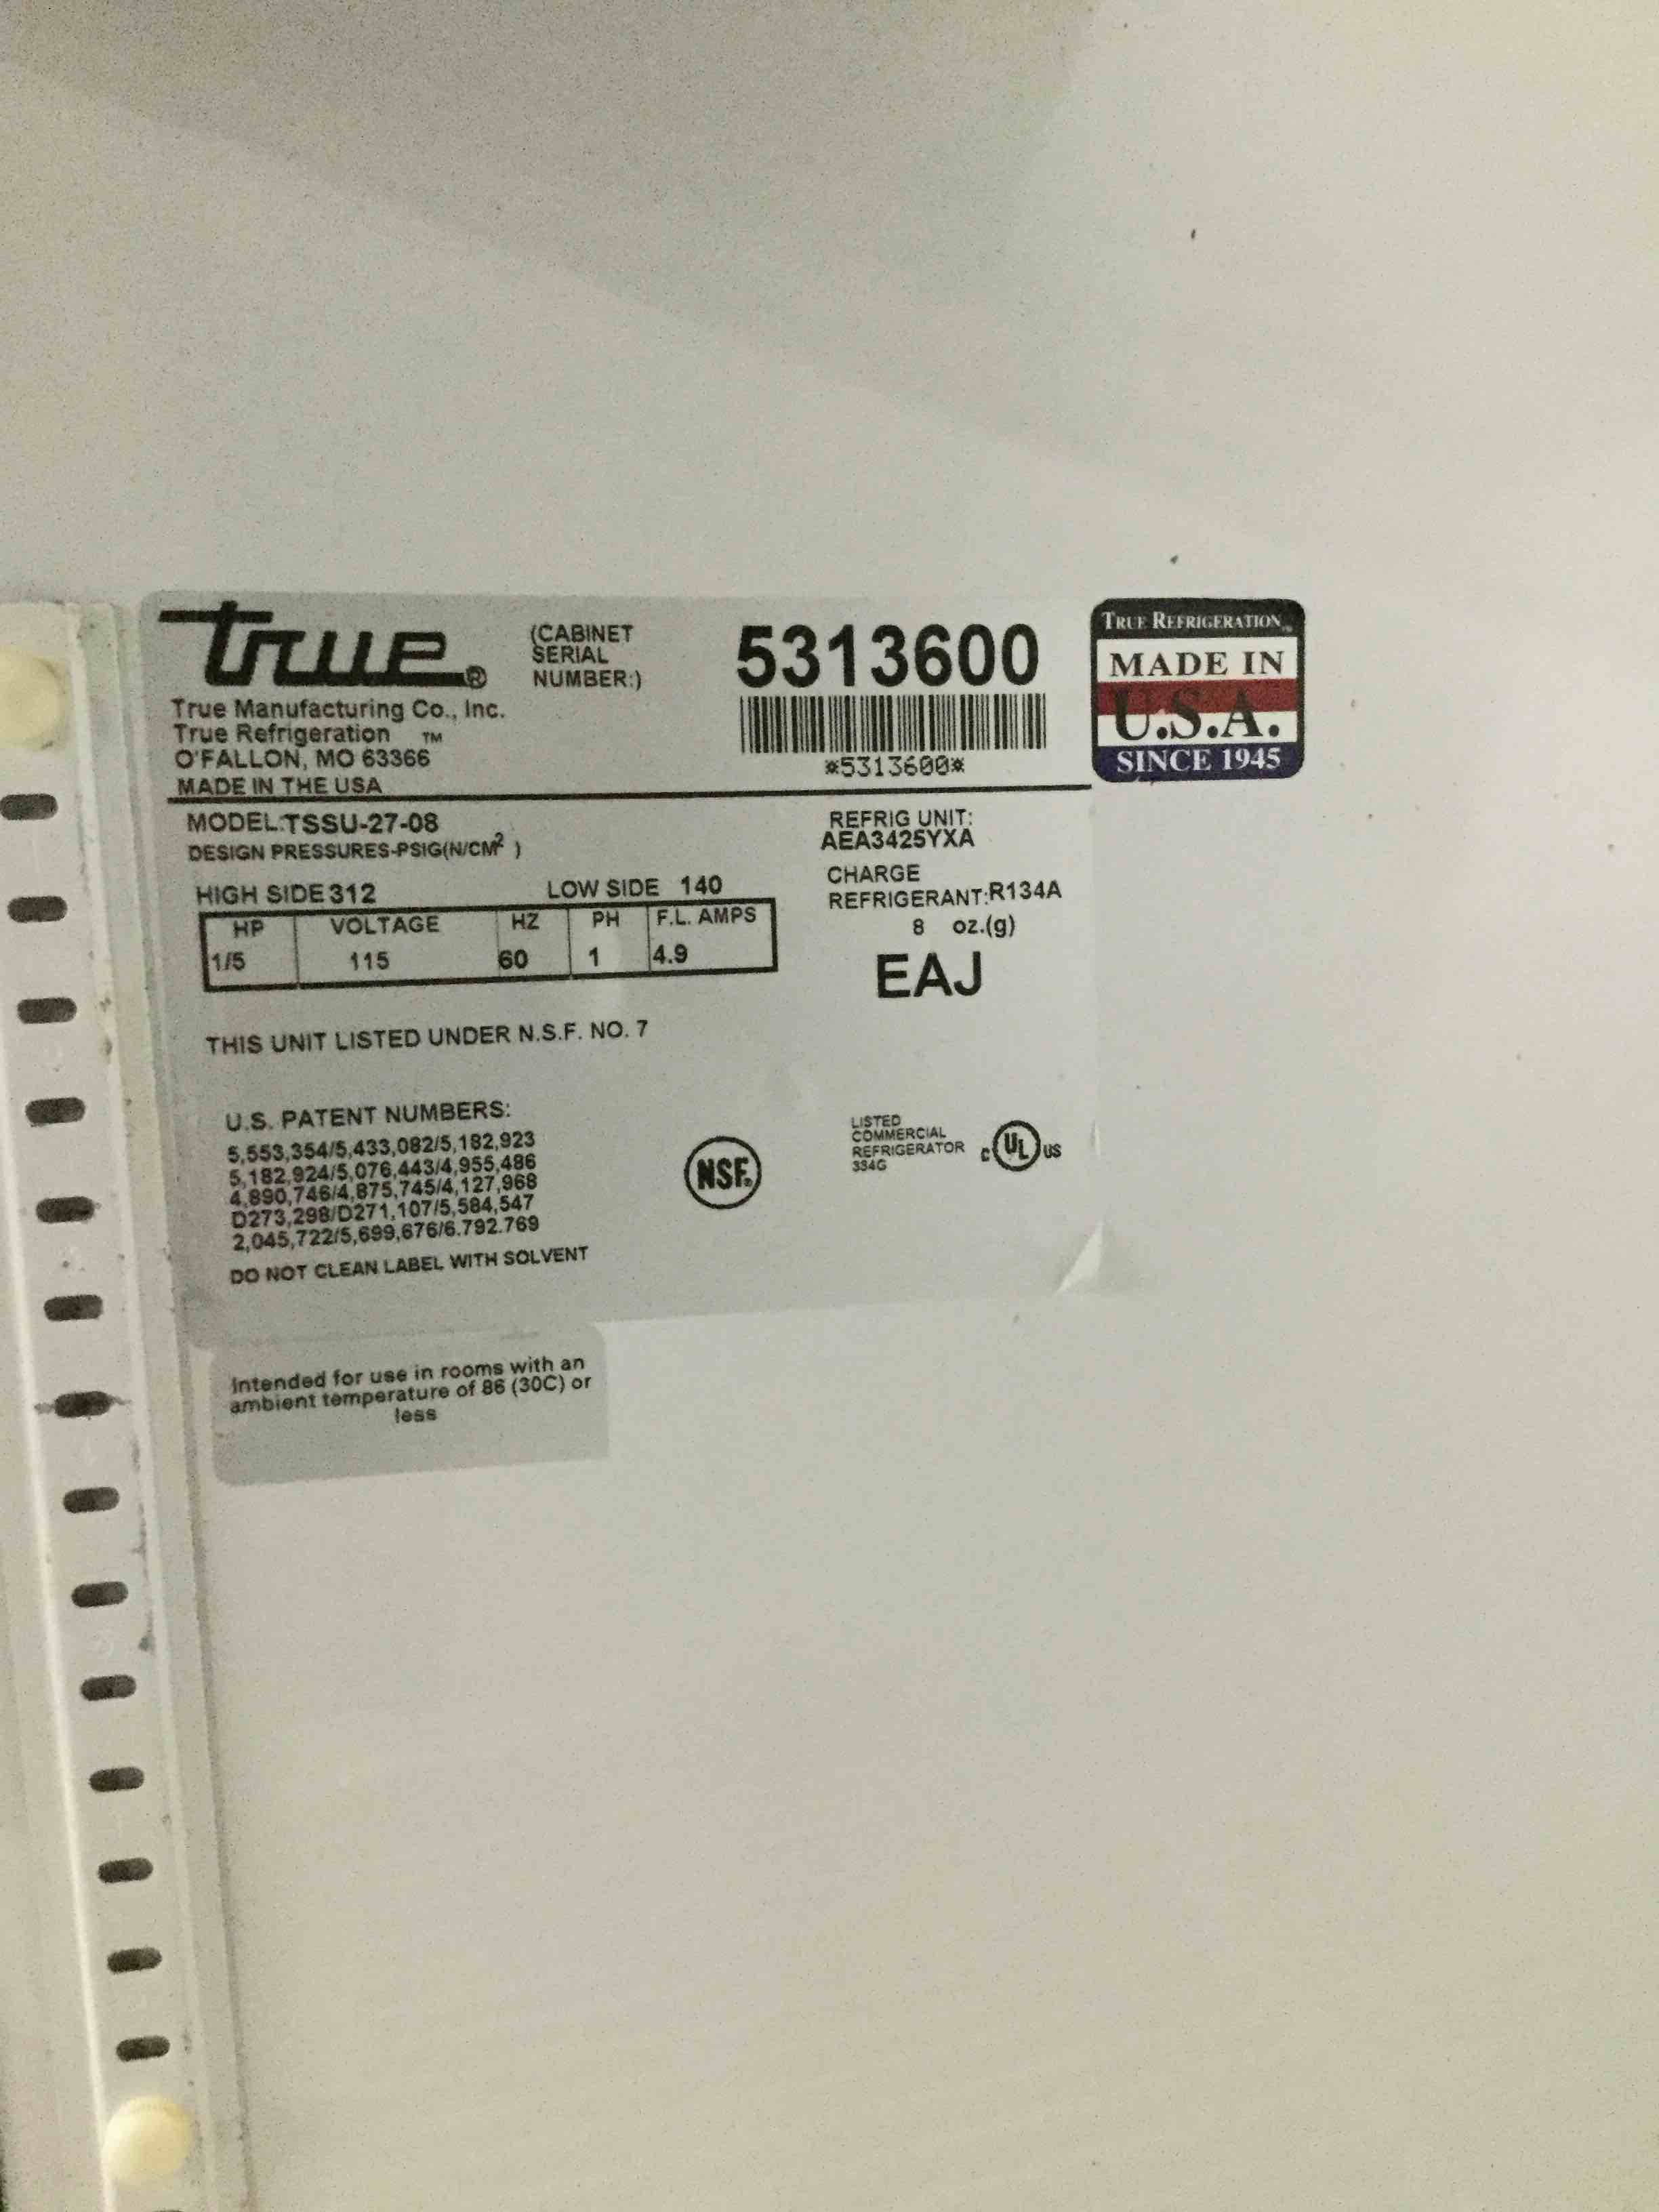 true®
(CABINET
SERIAL
NUMBER:)
5313600
*5313600*
TRUE REFRIGERATION™
MADE IN
U.S.A.
SINCE 1945
True Manufacturing Co., Inc.
True Refrigeration ™
O'FALLON, MO 63366
MADE IN THE USA
MODEL:TSSU-27-08
DESIGN PRESSURES-PSIG(N/CM² )
HIGH SIDE 312 LOW SIDE 140
HP VOLTAGE HZ PH F.L. AMPS
1/5 115 60 1 4.9
REFRIG UNIT:
AEA3425YXA
CHARGE
REFRIGERANT:R134A
8 oz.(g)
EAJ
THIS UNIT LISTED UNDER N.S.F. NO. 7
U.S. PATENT NUMBERS:
5,553,354/5,433,082/5,182,923
5,182,924/5,076,443/4,955,486
4,890,746/4,875,745/4,127,968
D273,298/D271,107/5,584,547
2,045,722/5,699,676/6.792.769
DO NOT CLEAN LABEL WITH SOLVENT
NSF®
LISTED
COMMERCIAL
REFRIGERATOR
334G
C UL US
Intended for use in rooms with an
ambient temperature of 86 (30C) or
less